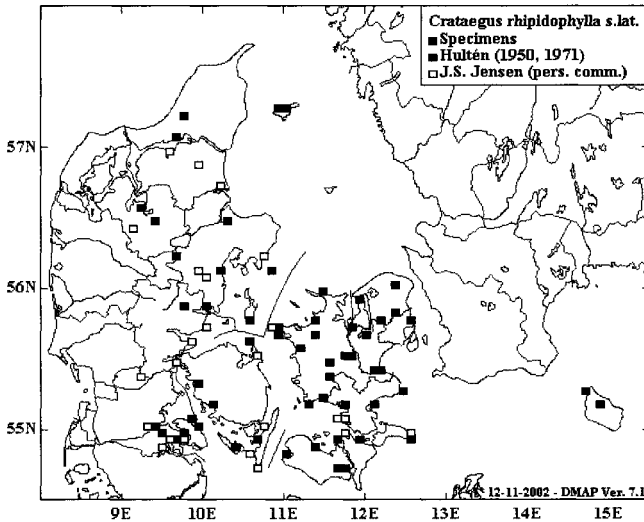 Crataegus rhipidophylla s.lat.
Specimens
Hultén (1950, 1971)
J.S. Jensen (pers. comm.)
57N
56N
55N
12-11-2002 - DMAP Ver. 7.1
9E 10E 11E 12E 13E 14E 15E